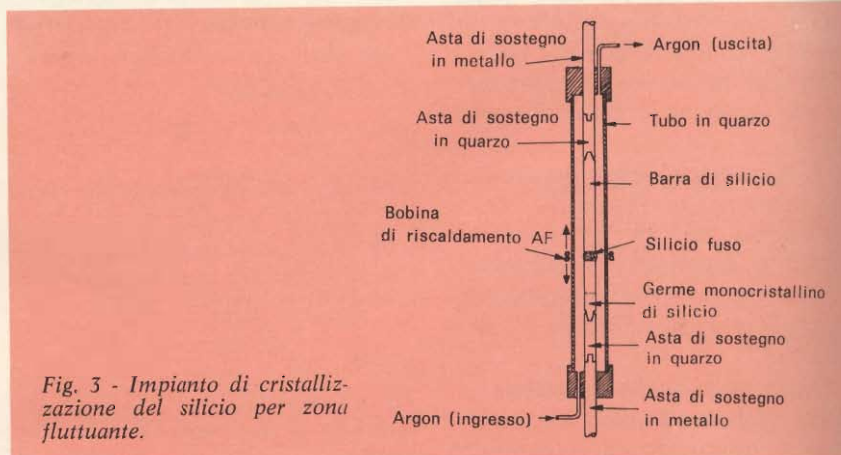 Asta di sostegno
in metallo
Argon (uscita)
Asta di sostegno
in quarzo
Tubo in quarzo
Barra di silicio
Bobina
di riscaldamento AF
Silicio fuso
Germe monocristallino
di silicio
Asta di sostegno
in quarzo
Argon (ingresso)
Asta di sostegno
in metallo
Fig. 3 - Impianto di cristalliz-
zazione del silicio per zona
fluttuante.